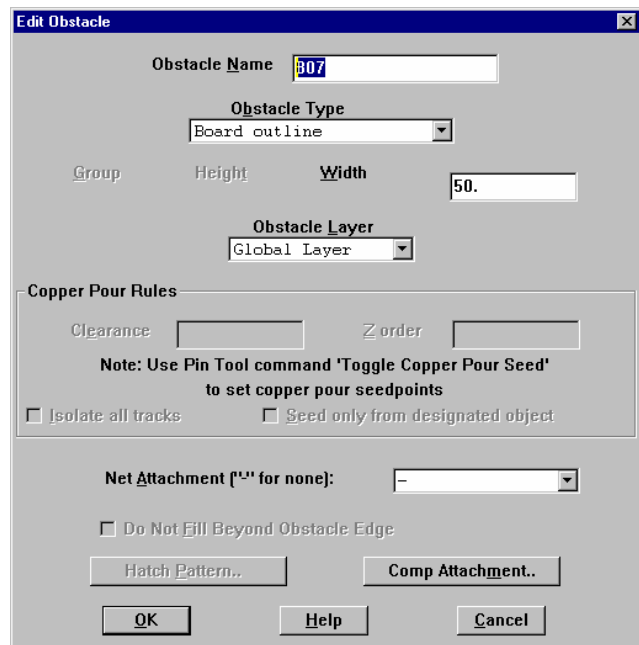 Edit Obstacle
Obstacle Name 307
Obstacle Type
Board outline
Group Height Width 50.
Obstacle Layer
Global Layer
Copper Pour Rules
Clearance Z order
Note: Use Pin Tool command 'Toggle Copper Pour Seed'
to set copper pour seedpoints
Isolate all tracks Seed only from designated object
Net Attachment ("-" for none): -
Do Not Fill Beyond Obstacle Edge
Hatch Pattern.. Comp Attachment..
OK Help Cancel